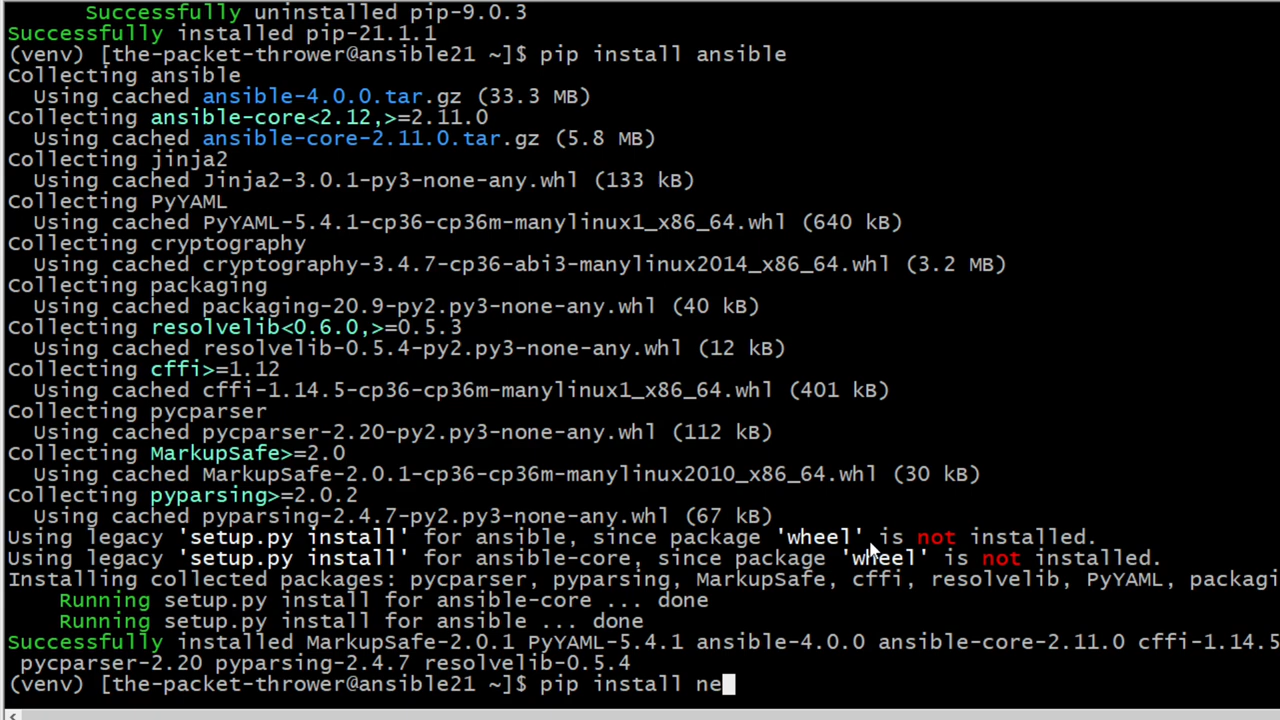 Successfully uninstalled pip-9.0.3
Successfully installed pip-21.1.1
(venv) [the-packet-thrower@ansible21 ~]$ pip install ansible
Collecting ansible
Using cached ansible-4.0.0.tar.gz (33.3 MB)
Collecting ansible-core<2.12,>=2.11.0
Using cached ansible-core-2.11.0.tar.gz (5.8 MB)
Collecting jinja2
Using cached Jinja2-3.0.1-py3-none-any.whl (133 kB)
Collecting PyYAML
Using cached PyYAML-5.4.1-cp36-cp36m-manylinux1_x86_64.whl (640 kB)
Collecting cryptography
Using cached cryptography-3.4.7-cp36-abi3-manylinux2014_x86_64.whl (3.2 MB)
Collecting packaging
Using cached packaging-20.9-py2.py3-none-any.whl (40 kB)
Collecting resolvelib<0.6.0,>=0.5.3
Using cached resolvelib-0.5.4-py2.py3-none-any.whl (12 kB)
Collecting cffi>=1.12
Using cached cffi-1.14.5-cp36-cp36m-manylinux1_x86_64.whl (401 kB)
Collecting pycparser
Using cached pycparser-2.20-py2.py3-none-any.whl (112 kB)
Collecting MarkupSafe>=2.0
Using cached MarkupSafe-2.0.1-cp36-cp36m-manylinux2010_x86_64.whl (30 kB)
Collecting pyparsing>=2.0.2
Using cached pyparsing-2.4.7-py2.py3-none-any.whl (67 kB)
Using legacy 'setup.py install' for ansible, since package 'wheel' is not installed.
Using legacy 'setup.py install' for ansible-core, since package 'wheel' is not installed.
Installing collected packages: pycparser, pyparsing, MarkupSafe, cffi, resolvelib, PyYAML, packagi
Running setup.py install for ansible-core ... done
Running setup.py install for ansible ... done
Successfully installed MarkupSafe-2.0.1 PyYAML-5.4.1 ansible-4.0.0 ansible-core-2.11.0 cffi-1.14.5
pycparser-2.20 pyparsing-2.4.7 resolvelib-0.5.4
(venv) [the-packet-thrower@ansible21 ~]$ pip install ne